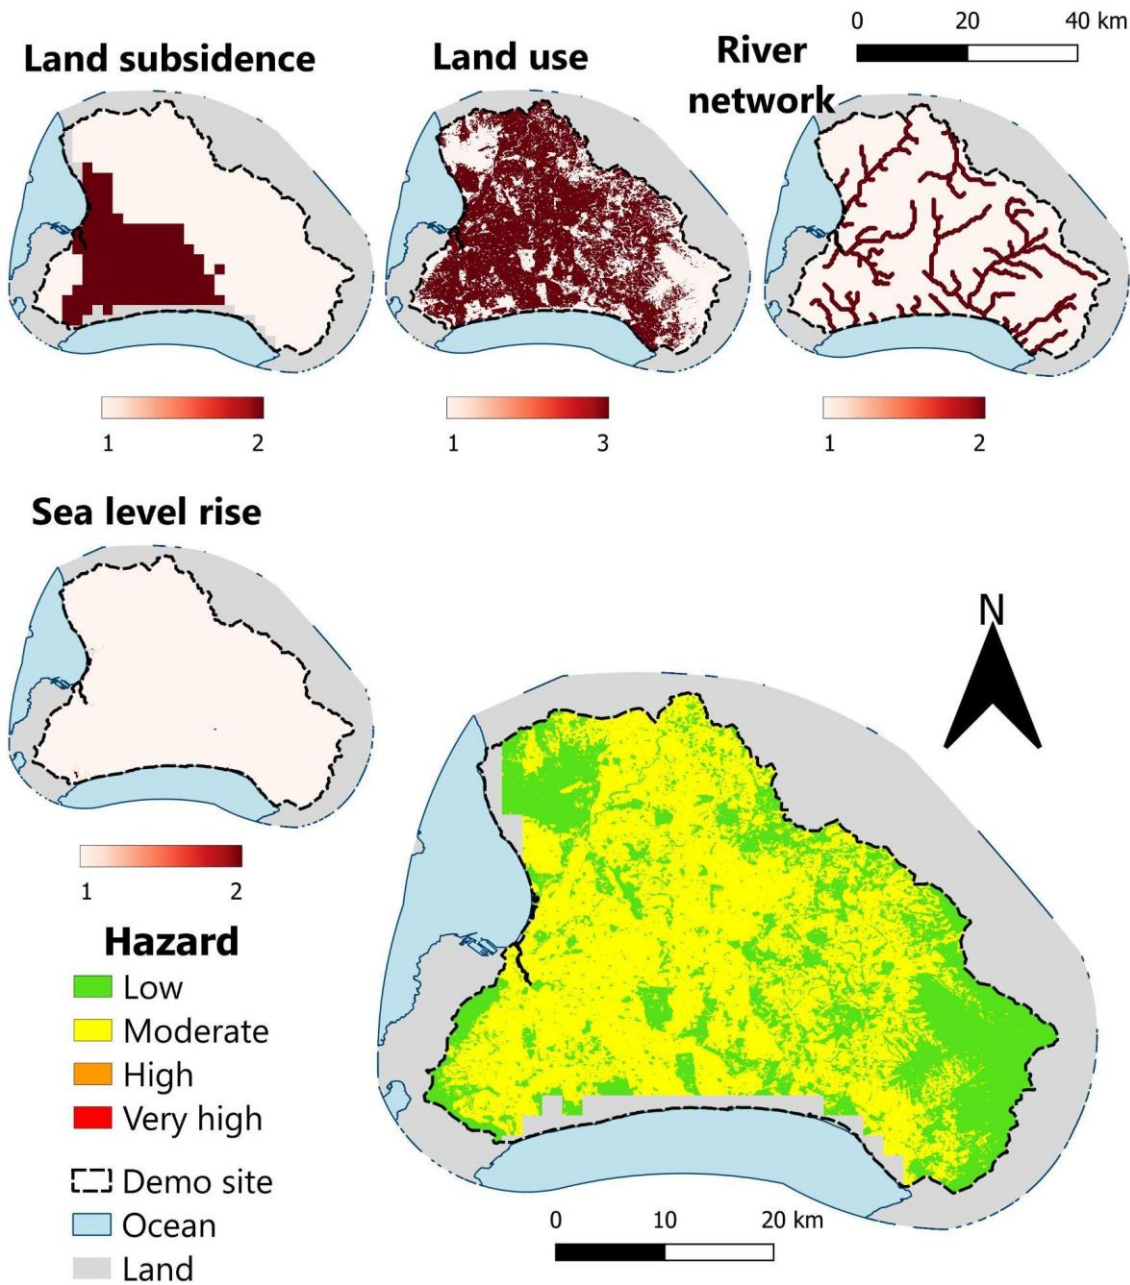 0 20 40 km
Land subsidence
Land use
River
network
1 2
1 3
1 2
Sea level rise
1 2
N
Hazard
Low
Moderate
High
Very high
Demo site
Ocean
Land
0 10 20 km